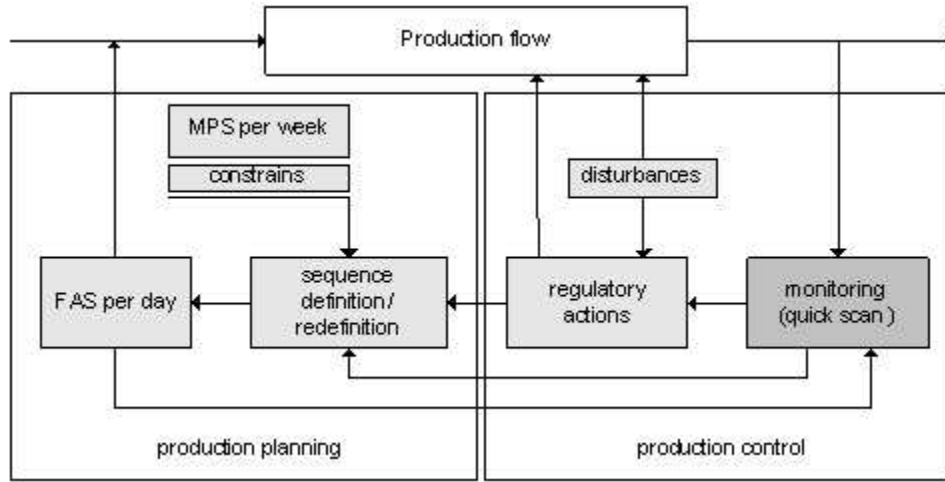 Production flow
MPS per week
constrains
disturbances
FAS per day
sequence
definition/
redefinition
regulatory
actions
monitoring
(quick scan)
production planning
production control